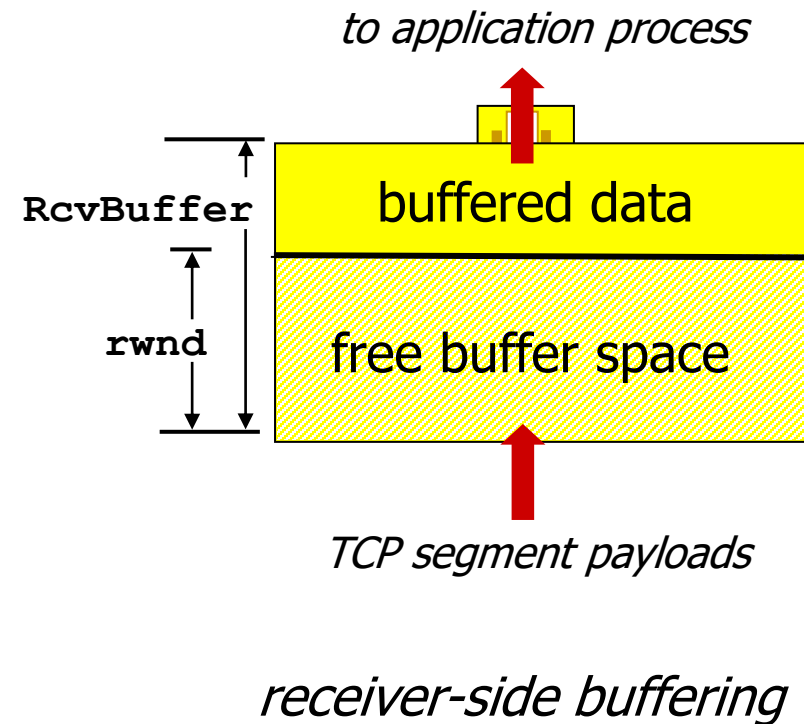 to application process
RcvBuffer
buffered data
rwnd
free buffer space
TCP segment payloads
receiver-side buffering